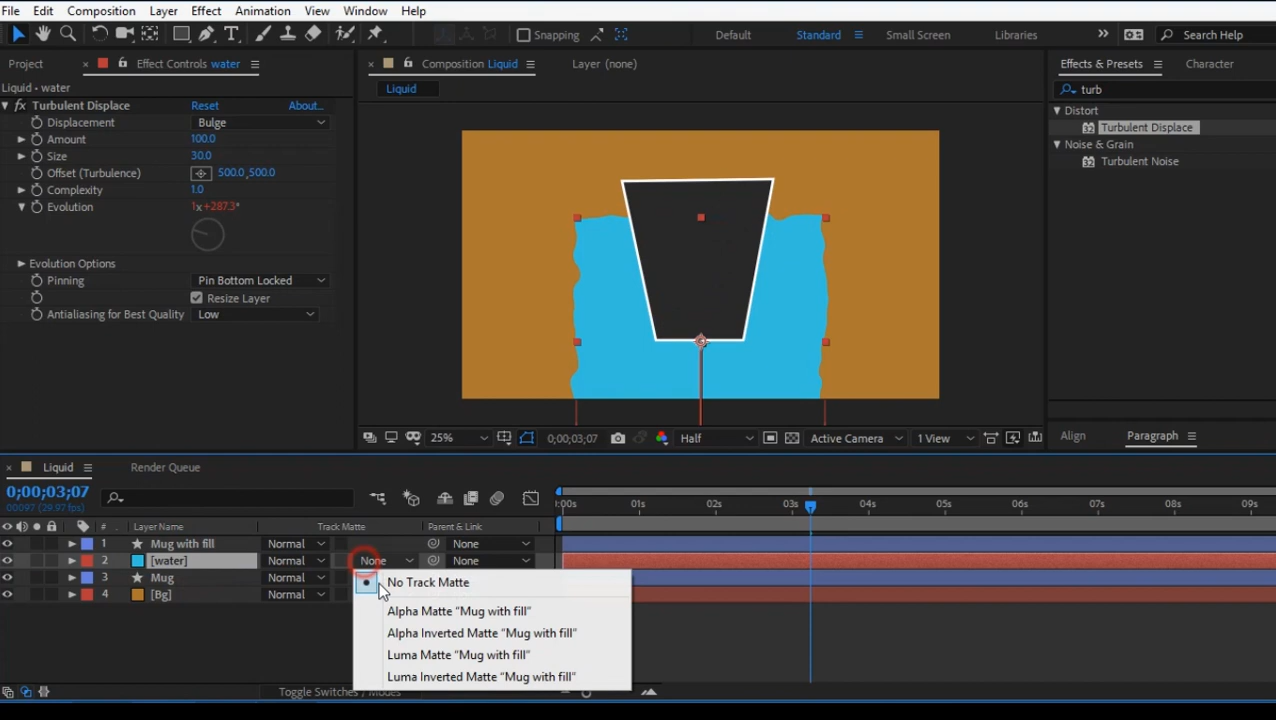 File Edit Composition Layer Effect Animation View Window Help
Snapping Default Standard Small Screen Libraries Search Help
Project Effect Controls water Composition Liquid Layer (none) Effects & Presets Character
Liquid • water Liquid turb
fx Turbulent Displace Reset About... Distort
Displacement Bulge Turbulent Displace
Amount 100.0 Noise & Grain
Size 30.0 Turbulent Noise
Offset (Turbulence) 500.0,500.0
Complexity 1.0
Evolution 1x+287.3°
Evolution Options
Pinning Pin Bottom Locked
Resize Layer
Antialiasing for Best Quality Low
25% 0;00;03;07 Half Active Camera 1 View Align Paragraph
Liquid Render Queue
0;00;03;07
00097 (29.97 fps) :00s 01s 02s 03s 04s 05s 06s 07s 08s 09s
# Layer Name Track Matte Parent & Link
1 Mug with fill Normal None
2 [water] Normal None None
3 Mug Normal
4 [Bg] Normal
No Track Matte
Alpha Matte "Mug with fill"
Alpha Inverted Matte "Mug with fill"
Luma Matte "Mug with fill"
Luma Inverted Matte "Mug with fill"
Toggle Switches / Modes